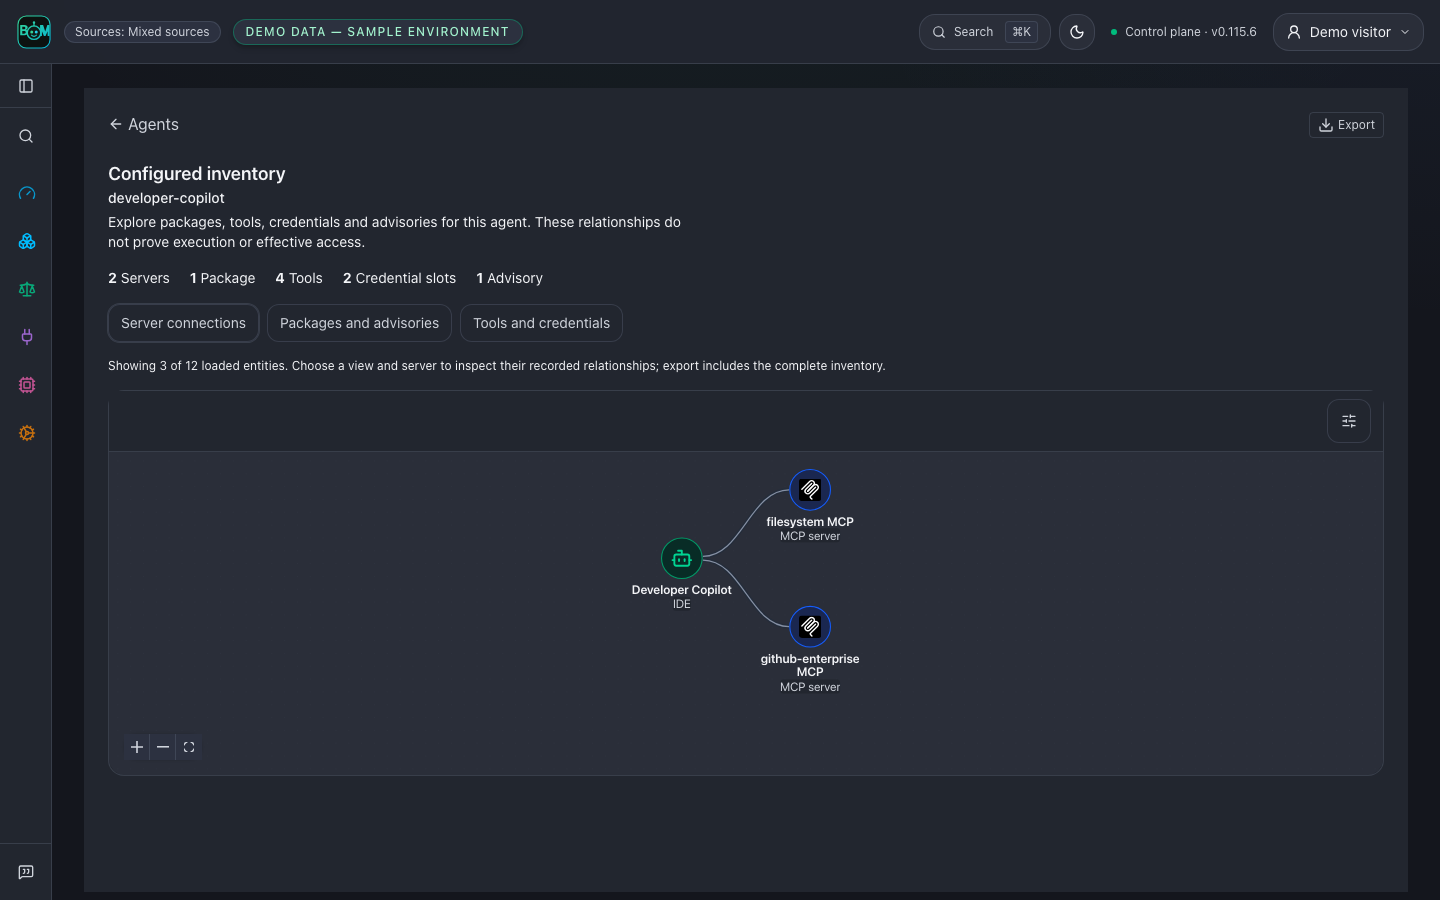 BOM
Sources: Mixed sources
DEMO DATA — SAMPLE ENVIRONMENT
Search
⌘K
Control plane · v0.115.6
Demo visitor
Agents
Export
Configured inventory
developer-copilot
Explore packages, tools, credentials and advisories for this agent. These relationships do
not prove execution or effective access.
2 Servers 1 Package 4 Tools 2 Credential slots 1 Advisory
Server connections
Packages and advisories
Tools and credentials
Showing 3 of 12 loaded entities. Choose a view and server to inspect their recorded relationships; export includes the complete inventory.
filesystem MCP
MCP server
Developer Copilot
IDE
github-enterprise
MCP
MCP server